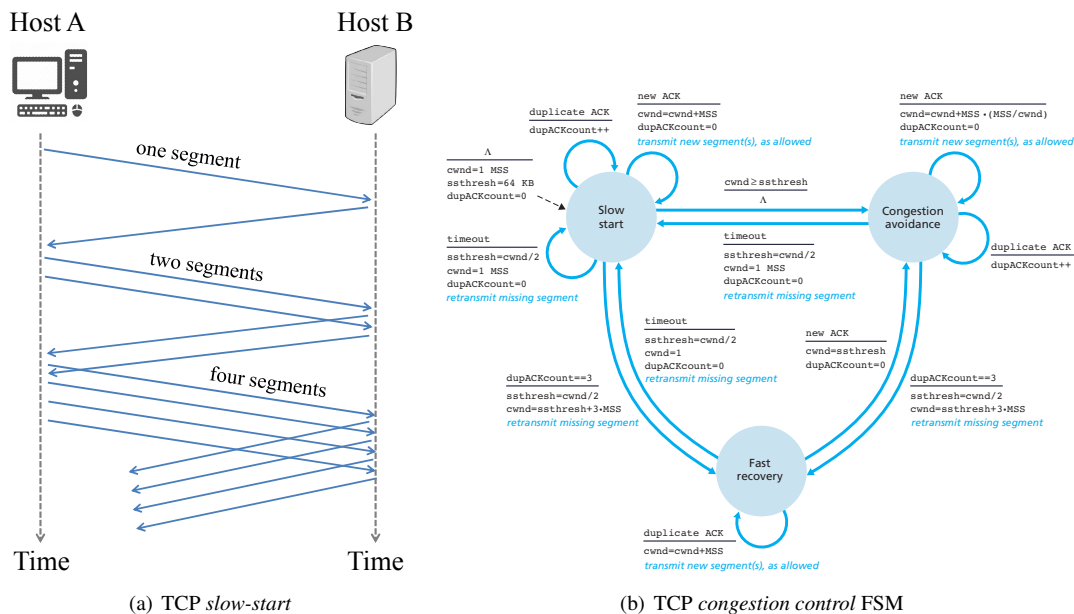 Host A
Host B
one segment
two segments
four segments
Time
Time
(a) TCP slow-start
duplicate ACK
dupACKcount++
new ACK
cwnd=cwnd+MSS
dupACKcount=0
transmit new segment(s), as allowed
new ACK
cwnd=cwnd+MSS •(MSS/cwnd)
dupACKcount=0
transmit new segment(s), as allowed
Λ
cwnd=1 MSS
ssthresh=64 KB
dupACKcount=0
Slow
start
cwnd≥ssthresh
Λ
Congestion
avoidance
timeout
ssthresh=cwnd/2
cwnd=1 MSS
dupACKcount=0
retransmit missing segment
timeout
ssthresh=cwnd/2
cwnd=1 MSS
dupACKcount=0
retransmit missing segment
duplicate ACK
dupACKcount++
timeout
ssthresh=cwnd/2
cwnd=1
dupACKcount=0
retransmit missing segment
new ACK
cwnd=ssthresh
dupACKcount=0
dupACKcount==3
ssthresh=cwnd/2
cwnd=ssthresh+3•MSS
retransmit missing segment
dupACKcount==3
ssthresh=cwnd/2
cwnd=ssthresh+3•MSS
retransmit missing segment
Fast
recovery
duplicate ACK
cwnd=cwnd+MSS
transmit new segment(s), as allowed
(b) TCP congestion control FSM